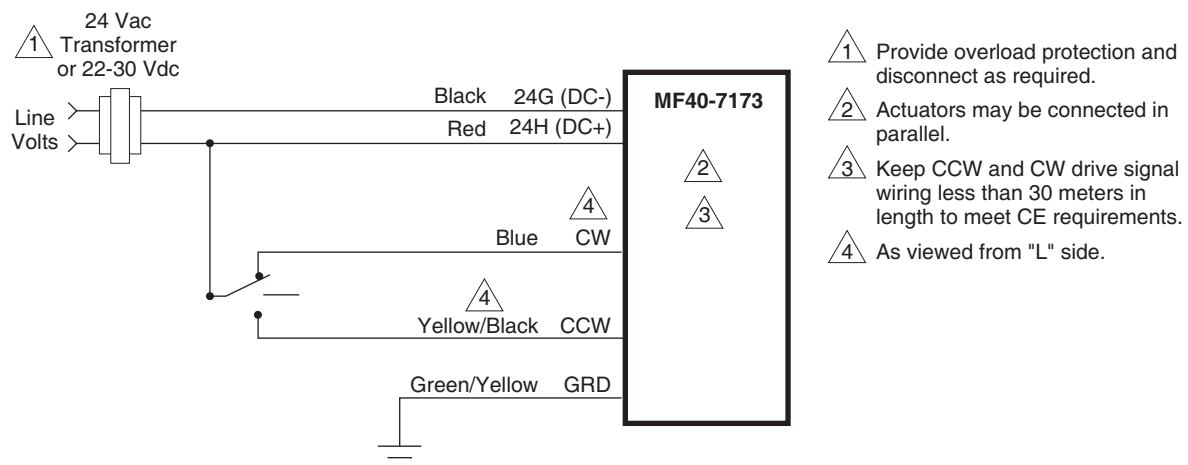 24 Vac
1 Transformer
or 22-30 Vdc
Line
Volts
Black 24G (DC-)
Red 24H (DC+)
MF40-7173
2
3
4
Blue CW
4
Yellow/Black CCW
Green/Yellow GRD
1 Provide overload protection and
disconnect as required.
2 Actuators may be connected in
parallel.
3 Keep CCW and CW drive signal
wiring less than 30 meters in
length to meet CE requirements.
4 As viewed from "L" side.